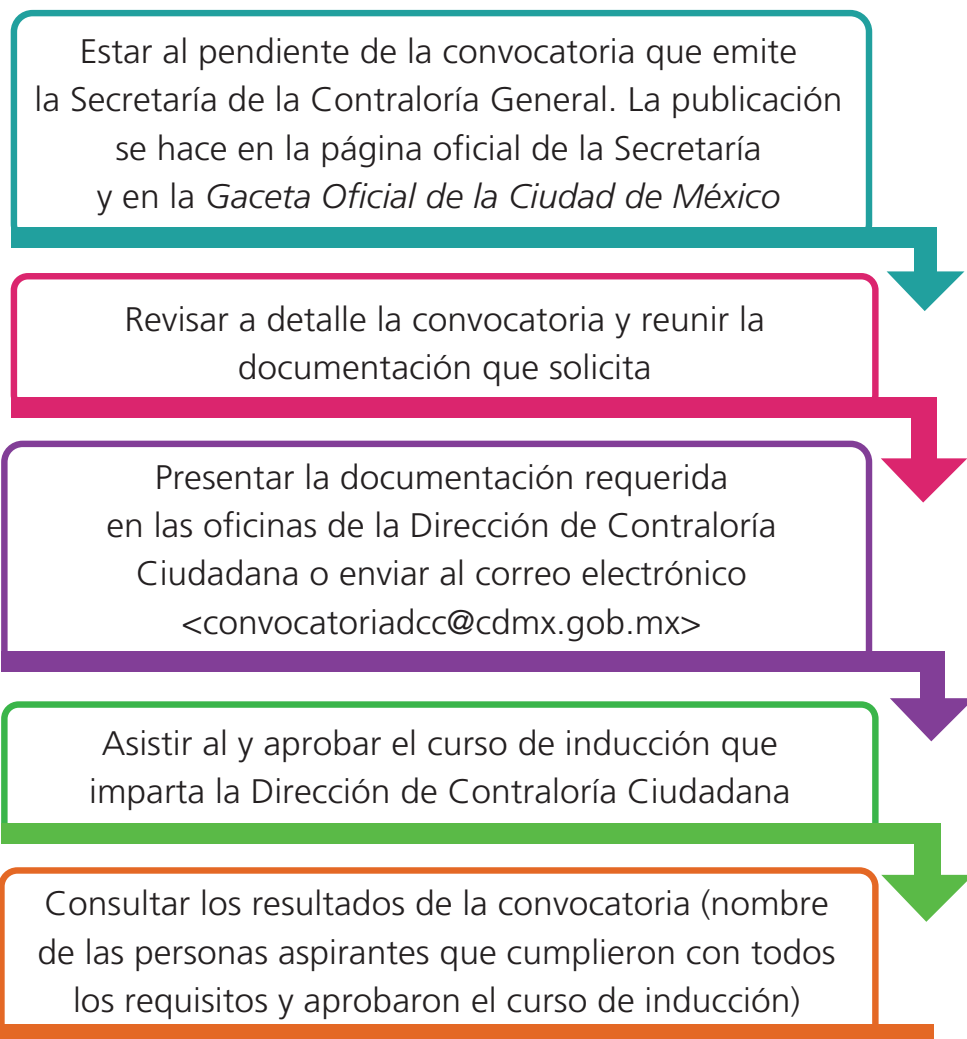 Estar al pendiente de la convocatoria que emite
la Secretaría de la Contraloría General. La publicación
se hace en la página oficial de la Secretaría
y en la Gaceta Oficial de la Ciudad de México
Revisar a detalle la convocatoria y reunir la
documentación que solicita
Presentar la documentación requerida
en las oficinas de la Dirección de Contraloría
Ciudadana o enviar al correo electrónico
<convocatoriadcc@cdmx.gob.mx>
Asistir al y aprobar el curso de inducción que
imparta la Dirección de Contraloría Ciudadana
Consultar los resultados de la convocatoria (nombre
de las personas aspirantes que cumplieron con todos
los requisitos y aprobaron el curso de inducción)